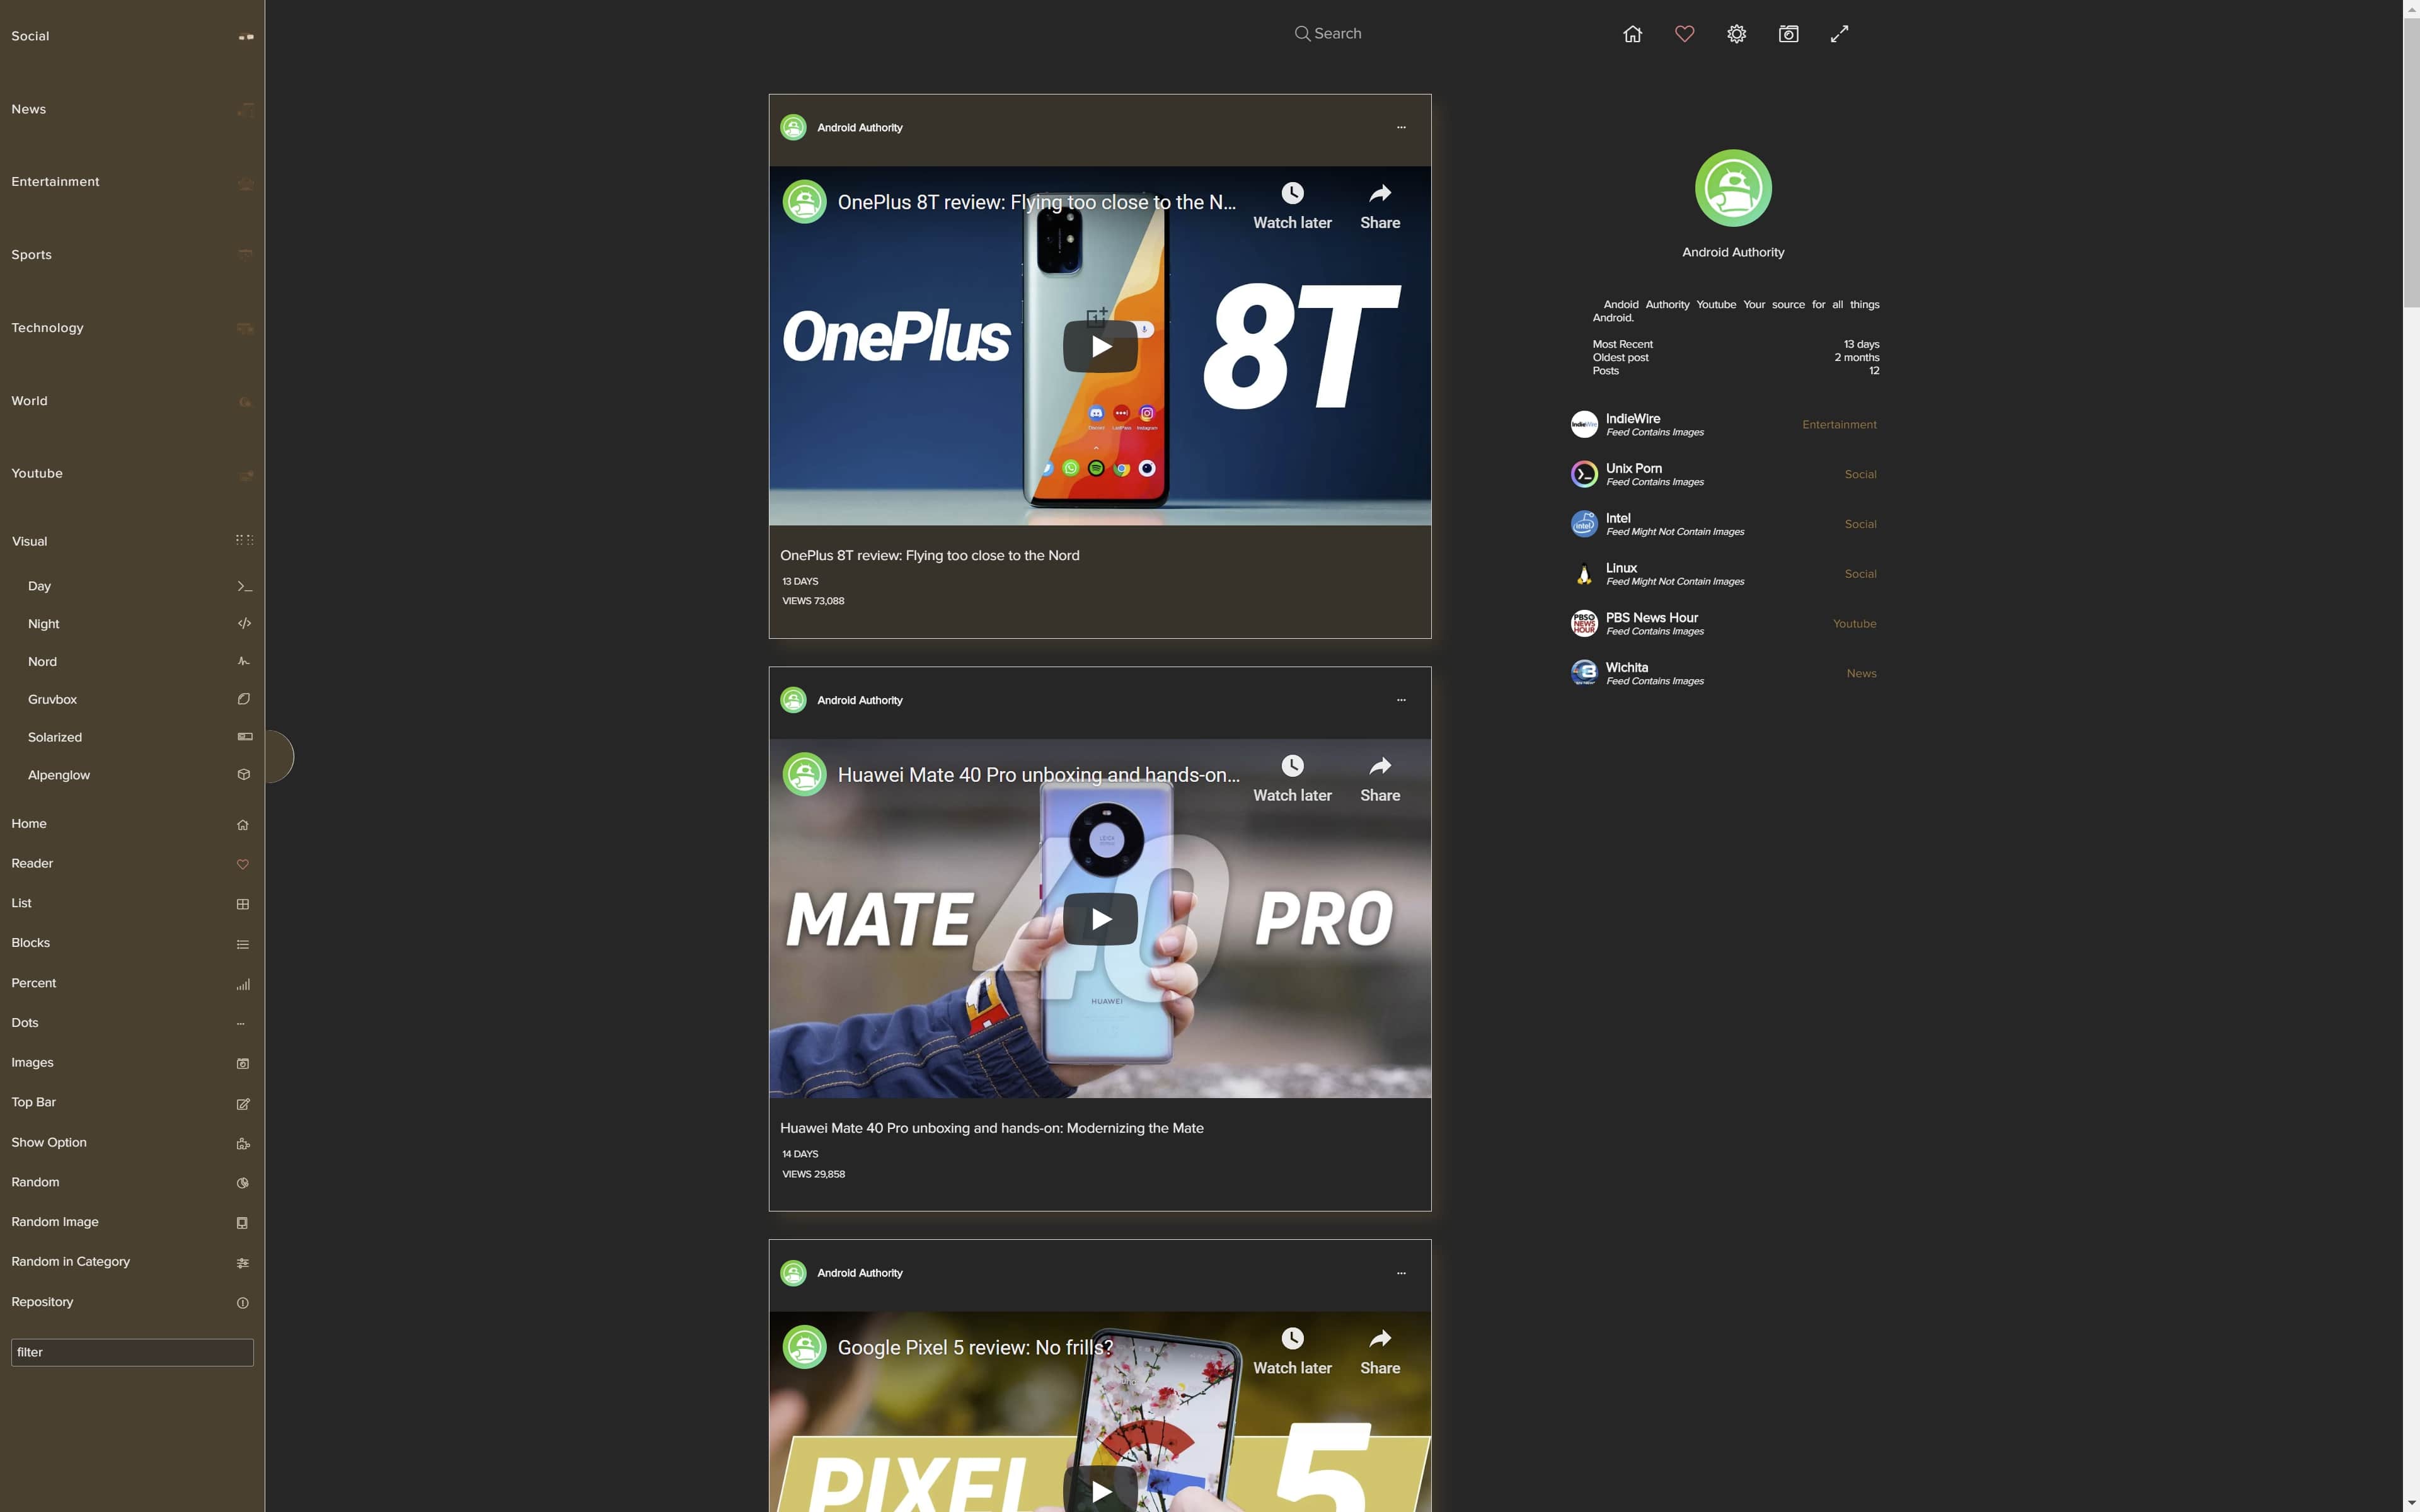 Social
News
Entertainment
Sports
Technology
World
Youtube
Visual
Day
Night
Nord
Gruvbox
Solarized
Alpenglow
Home
Reader
List
Blocks
Percent
Dots
Images
Top Bar
Show Option
Random
Random Image
Random in Category
Repository
filter
Search
Android Authority
OnePlus 8T review: Flying too close to the N...
Watch later
Share
OnePlus
8T
OnePlus 8T review: Flying too close to the Nord
13 DAYS
VIEWS 73,088
Android Authority
Huawei Mate 40 Pro unboxing and hands-on...
Watch later
Share
MATE
40
PRO
HUAWEI
Huawei Mate 40 Pro unboxing and hands-on: Modernizing the Mate
14 DAYS
VIEWS 29,858
Android Authority
Google Pixel 5 review: No frills?
Watch later
Share
PIXEL
5
Android Authority
Andoid Authority Youtube Your source for all things
Android.
Most Recent 13 days
Oldest post 2 months
Posts 12
IndieWire
Feed Contains Images
Entertainment
Unix Porn
Feed Contains Images
Social
intel
Intel
Feed Might Not Contain Images
Social
Linux
Feed Might Not Contain Images
Social
PBS NEWS HOUR
PBS News Hour
Feed Contains Images
Youtube
Wichita
Feed Contains Images
News